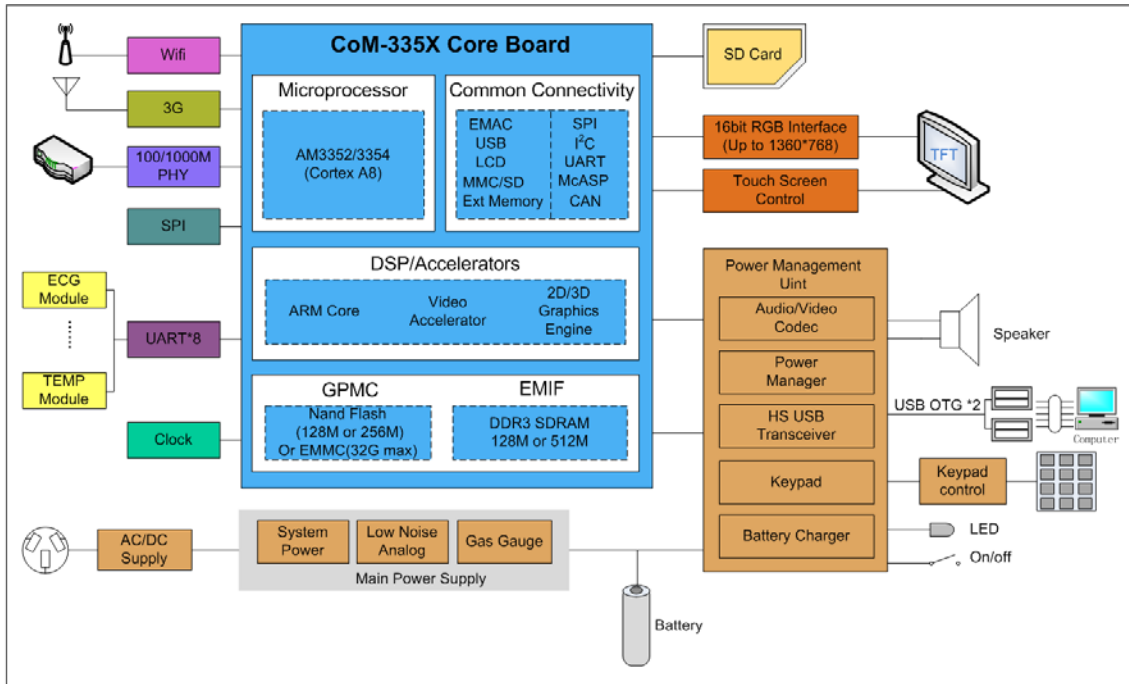 CoM-335X Core Board
Wifi
3G
100/1000M
PHY
SPI
ECG
Module
UART*8
TEMP
Module
Clock
Microprocessor
AM3352/3354
(Cortex A8)
Common Connectivity
EMAC
USB
LCD
MMC/SD
Ext Memory
SPI
I²C
UART
McASP
CAN
DSP/Accelerators
ARM Core
Video
Accelerator
2D/3D
Graphics
Engine
GPMC
Nand Flash
(128M or 256M)
Or EMMC(32G max)
EMIF
DDR3 SDRAM
128M or 512M
SD Card
16bit RGB Interface
(Up to 1360*768)
Touch Screen
Control
TFT
Power Management
Uint
Audio/Video
Codec
Power
Manager
HS USB
Transceiver
Keypad
Battery Charger
Speaker
USB OTG *2
Computer
Keypad
control
LED
On/off
AC/DC
Supply
System
Power
Low Noise
Analog
Gas Gauge
Main Power Supply
Battery